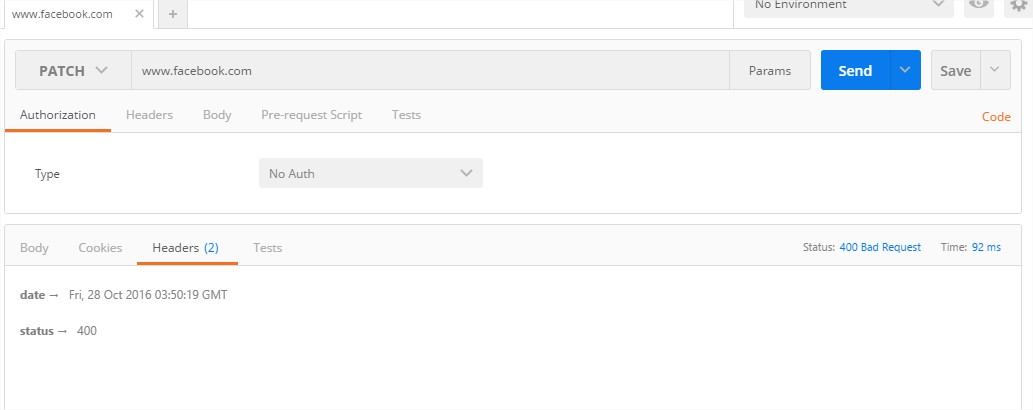 www.facebook.com × + No Environment
PATCH www.facebook.com Params Send Save
Authorization Headers Body Pre-request Script Tests Code
Type No Auth
Body Cookies Headers (2) Tests Status: 400 Bad Request Time: 92 ms
date → Fri, 28 Oct 2016 03:50:19 GMT
status → 400